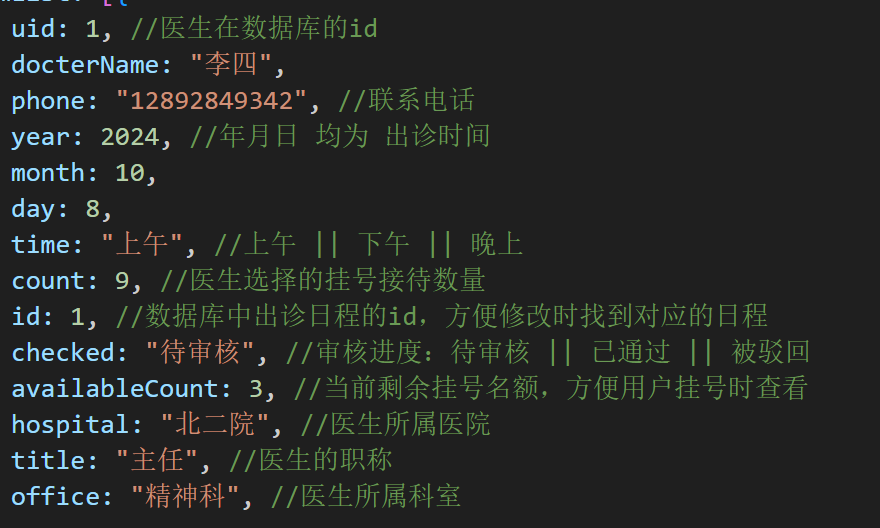 uid: 1, //医生在数据库的id
docterName: "李四",
phone: "12892849342", //联系电话
year: 2024, //年月日 均为 出诊时间
month: 10,
day: 8,
time: "上午", //上午 || 下午 || 晚上
count: 9, //医生选择的挂号接待数量
id: 1, //数据库中出诊日程的id，方便修改时找到对应的日程
checked: "待审核", //审核进度：待审核 || 已通过 || 被驳回
availableCount: 3, //当前剩余挂号名额，方便用户挂号时查看
hospital: "北二院", //医生所属医院
title: "主任", //医生的职称
office: "精神科", //医生所属科室